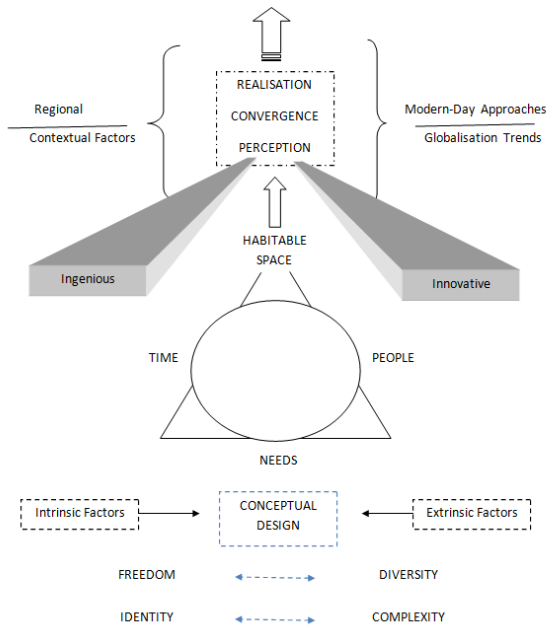 REALISATION
Regional
Modern-Day Approaches
CONVERGENCE
Contextual Factors
Globalisation Trends
PERCEPTION
HABITABLE
SPACE
Ingenious
Innovative
TIME
PEOPLE
NEEDS
Intrinsic Factors
CONCEPTUAL
DESIGN
Extrinsic Factors
FREEDOM
DIVERSITY
IDENTITY
COMPLEXITY